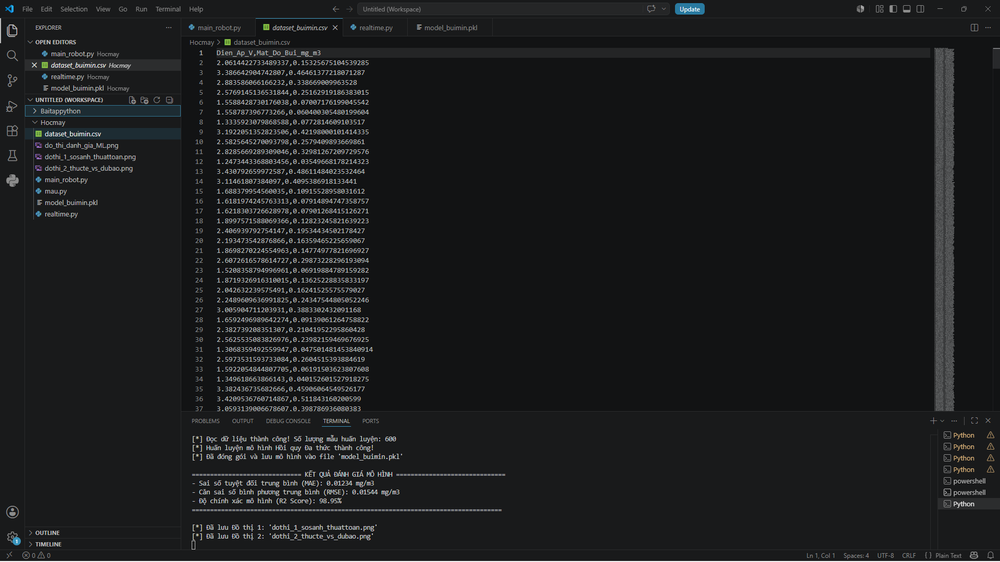 File Edit Selection View Go Run Terminal Help
Untitled (Workspace)
Update
EXPLORER
OPEN EDITORS
main_robot.py Hocmay
dataset_buimin.csv Hocmay
realtime.py Hocmay
model_buimin.pkl Hocmay
UNTITLED (WORKSPACE)
Baitappython
Hocmay
dataset_buimin.csv
do_thi_danh_gia_ML.png
dothi_1_sosanh_thuattoan.png
dothi_2_thucte_vs_dubao.png
main_robot.py
mau.py
model_buimin.pkl
realtime.py
OUTLINE
TIMELINE
1
main_robot.py
dataset_buimin.csv
realtime.py
model_buimin.pkl
Hocmay > dataset_buimin.csv
1 Dien_Ap_V,Mat_Do_Bui_mg_m3
2 2.0614422733489337,0.15325675104539285
3 3.386642904742807,0.46461377218071287
4 2.883586066166232,0.338669009963528
5 2.5769145136531844,0.25162919186383015
6 1.5588428730176038,0.07007176199045542
7 1.558787396773266,0.060400305480199604
8 1.3335923079868588,0.0772814609103517
9 3.1922051352823506,0.42198000101414335
10 2.5825645270093798,0.2579409893669861
11 2.8285669289309046,0.32981267209729576
12 1.2473443368803456,0.03549668178214323
13 3.430792659972587,0.48611484023532464
14 3.11461807384097,0.4095386918133441
15 1.688379954560035,0.10915528958031612
16 1.6181974245763313,0.07914894747358757
17 1.6218303726628978,0.07901268415126271
18 1.8997571588069366,0.12823245821639223
19 2.406939792754147,0.19534434502178427
20 2.193473542876866,0.16359465225659067
21 1.8698270224554963,0.14774977821696927
22 2.6072616578614727,0.29873228296193094
23 1.5208358794996961,0.06919884789159282
24 1.8719326916310015,0.13625228835833197
25 2.042632239575491,0.16241525575579027
26 2.2489609636991825,0.24347544805052246
27 3.005904711203931,0.3883302432091168
28 1.6592496989642274,0.09139061264758822
29 2.382739208351307,0.21041952295860428
30 2.5625535083826976,0.23982159469676925
31 1.3068359492559947,0.047501481453840914
32 2.5973531593733084,0.2604515393884619
33 1.5922054844807705,0.06191503623807608
34 1.349618663866143,0.040152601527918275
35 3.382436735682666,0.45906064549526177
36 3.4209536760714867,0.511843160200599
37 3.0593139006678607,0.398786936080383
PROBLEMS OUTPUT DEBUG CONSOLE TERMINAL PORTS
[*] Đọc dữ liệu thành công! Số lượng mẫu huấn luyện: 600
[*] Huấn luyện mô hình Hồi quy Đa thức thành công!
[*] Đã đóng gói và lưu mô hình vào file 'model_buimin.pkl'
============================== KẾT QUẢ ĐÁNH GIÁ MÔ HÌNH ==============================
- Sai số tuyệt đối trung bình (MAE): 0.01234 mg/m3
- Căn sai số bình phương trung bình (RMSE): 0.01544 mg/m3
- Độ chính xác mô hình (R2 Score): 98.95%
=====================================================================================
[*] Đã lưu Đồ thị 1: 'dothi_1_sosanh_thuattoan.png'
[*] Đã lưu Đồ thị 2: 'dothi_2_thucte_vs_dubao.png'
Python
Python
Python
Python
powershell
powershell
Python
0 0
Ln 1, Col 1 Spaces: 4 UTF-8 CRLF { } Plain Text